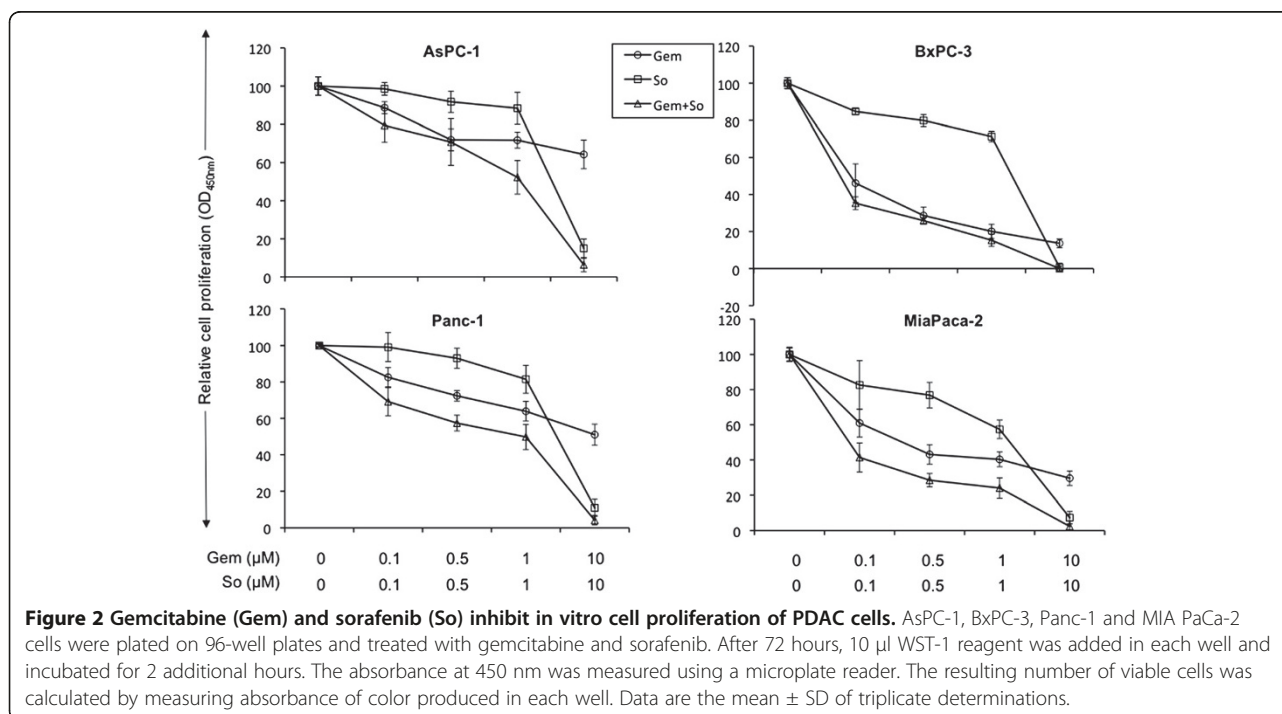 AsPC-1
120
100
80
60
40
20
0
Gem
So
Gem+So
BxPC-3
120
100
80
60
40
20
0
-20
Relative cell proliferation (OD450nm)
Panc-1
120
100
80
60
40
20
0
MiaPaca-2
120
100
80
60
40
20
0
Gem (µM) 0 0.1 0.5 1 10 0 0.1 0.5 1 10
So (µM) 0 0.1 0.5 1 10 0 0.1 0.5 1 10
Figure 2 Gemcitabine (Gem) and sorafenib (So) inhibit in vitro cell proliferation of PDAC cells. AsPC-1, BxPC-3, Panc-1 and MIA PaCa-2
cells were plated on 96-well plates and treated with gemcitabine and sorafenib. After 72 hours, 10 µl WST-1 reagent was added in each well and
incubated for 2 additional hours. The absorbance at 450 nm was measured using a microplate reader. The resulting number of viable cells was
calculated by measuring absorbance of color produced in each well. Data are the mean ± SD of triplicate determinations.